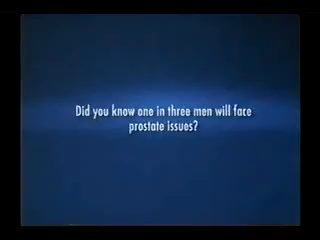 Did you know one in three men will face
prostate issues?